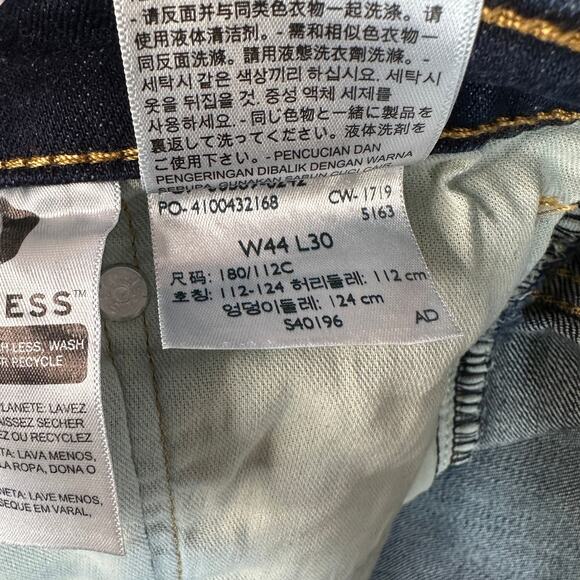 - 请反面并与同类色衣物一起洗涤。请
使用液体清洁剂。- 需和相似色衣物一
同反面洗滌。請用液態洗衣劑洗滌。
세탁시 같은 색상끼리 하십시요. 세탁시
옷을 뒤집을 것. 중성 액체 세제를
사용하세요. - 同じ色物と一緒に製品を
裏返して洗ってください。液体洗剤を
ご使用下さい。- PENCUCIAN DAN
PENGERINGAN DIBALIK DENGAN WARNA
PO- 4100432168 CW- 1719
5163
W44 L30
尺码: 180/112C
호칭: 112-124 허리둘레: 112 cm
엉덩이둘레: 124 cm
S40196 AD
ESS™
LESS WASH
RECYCLE
PLANETE: LAVEZ
SECHER
EZ OU RECYCLEZ
LAVA MENOS,
LA ROPA, DONA O
LAVE MENOS,
SEQUE EM VARAL,